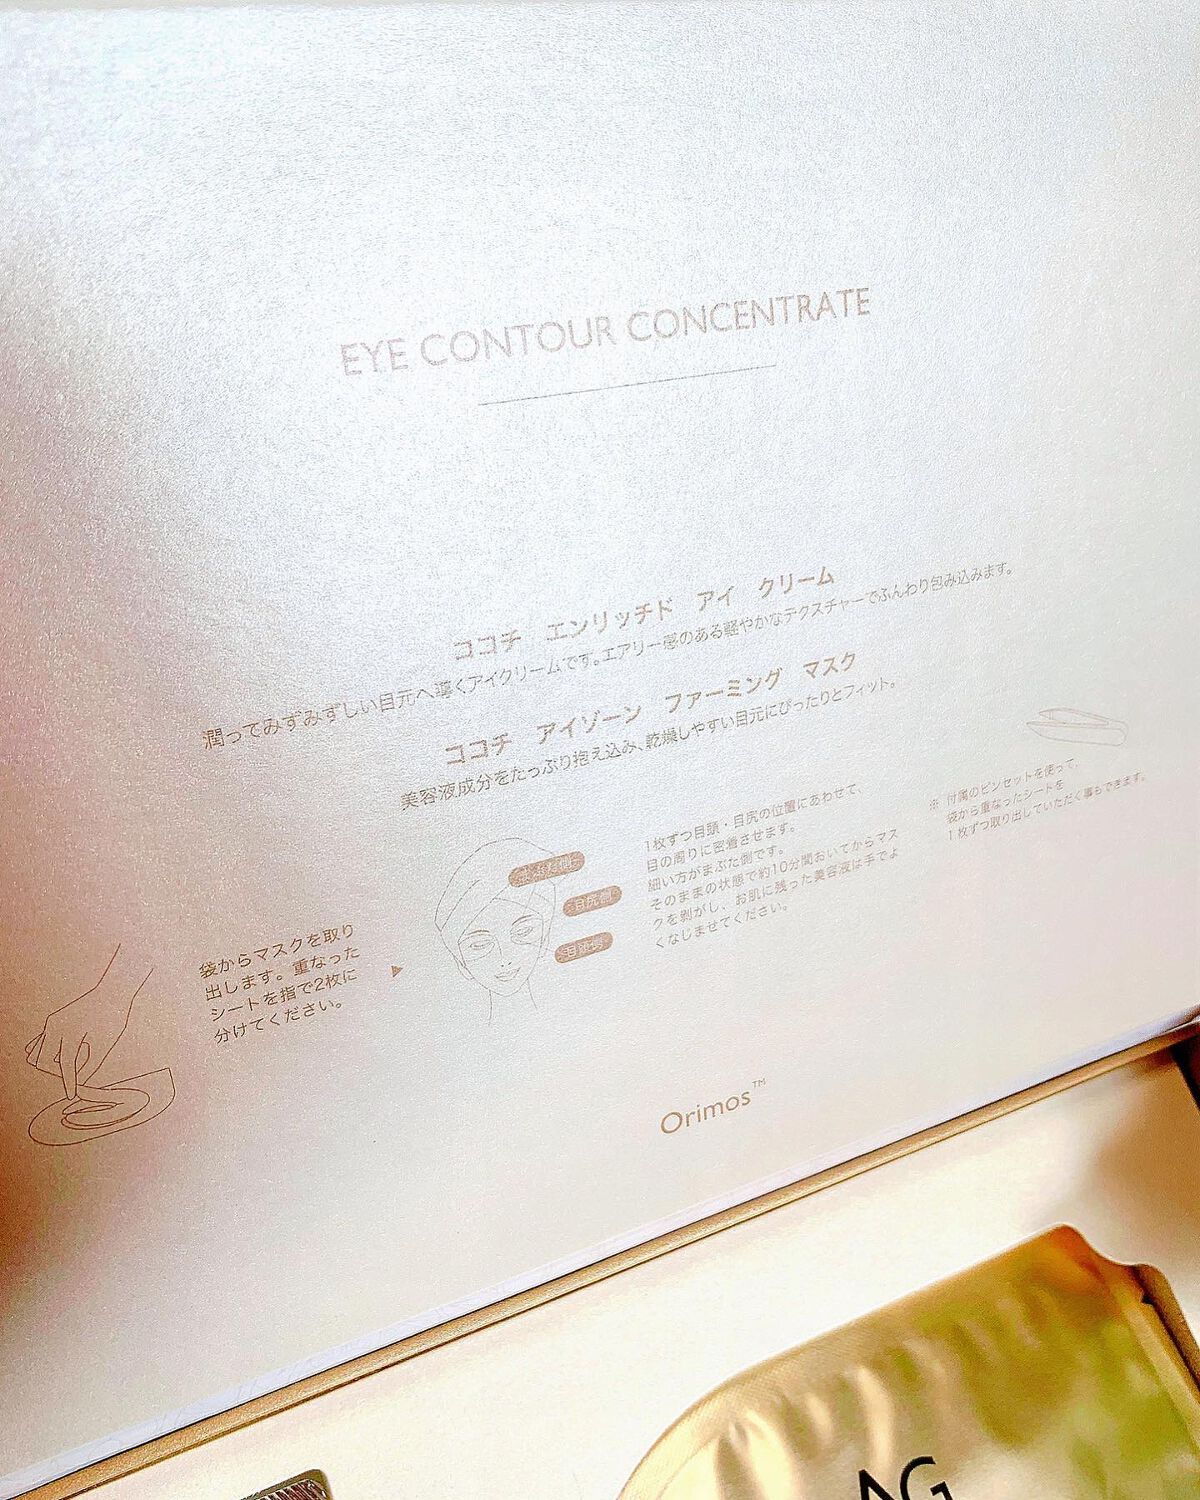 EYE CONTOUR CONCENTRATE
ココチ エンリッチド アイ クリーム
潤ってみずみずしい目元へ導くアイクリームです。エアリー感のある軽やかなテクスチャーでふんわり包み込みます。
ココチ アイゾーン ファーミング マスク
美容液成分をたっぷり抱え込み、乾燥しやすい目元にぴったりとフィット。
袋からマスクを取り
出します。重なった
シートを指で2枚に
分けてください。
まぶた側
目尻側
目頭側
1枚ずつ目頭・目尻の位置にあわせて、
目の周りに密着させます。
細い方がまぶた側です。
そのままの状態で約10分間おいてからマス
クを剥がし、お肌に残った美容液は手でよ
くなじませてください。
※ 付属のピンセットを使って、
袋から重なったシートを
1枚ずつ取り出していただく事もできます。
Orimos™
AG